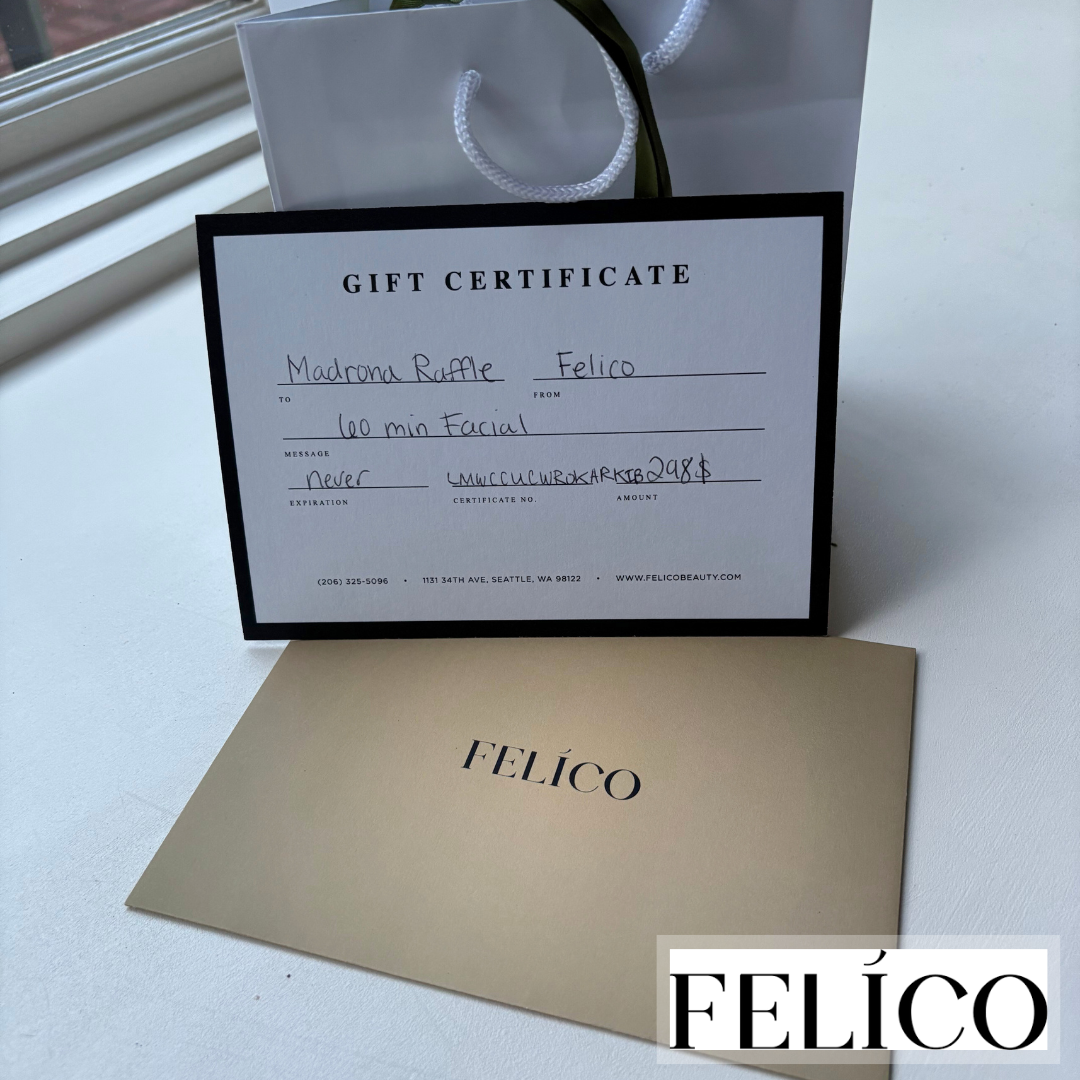 GIFT CERTIFICATE
Madrona Raffle Felico
TO FROM
60 min Facial
MESSAGE
never LMWCCUCWROKARKIB 298$
EXPIRATION CERTIFICATE NO. AMOUNT
(206) 325-5096 • 1131 34TH AVE, SEATTLE, WA 98122 • WWW.FELICOBEAUTY.COM
FELÍCO
FELÍCO